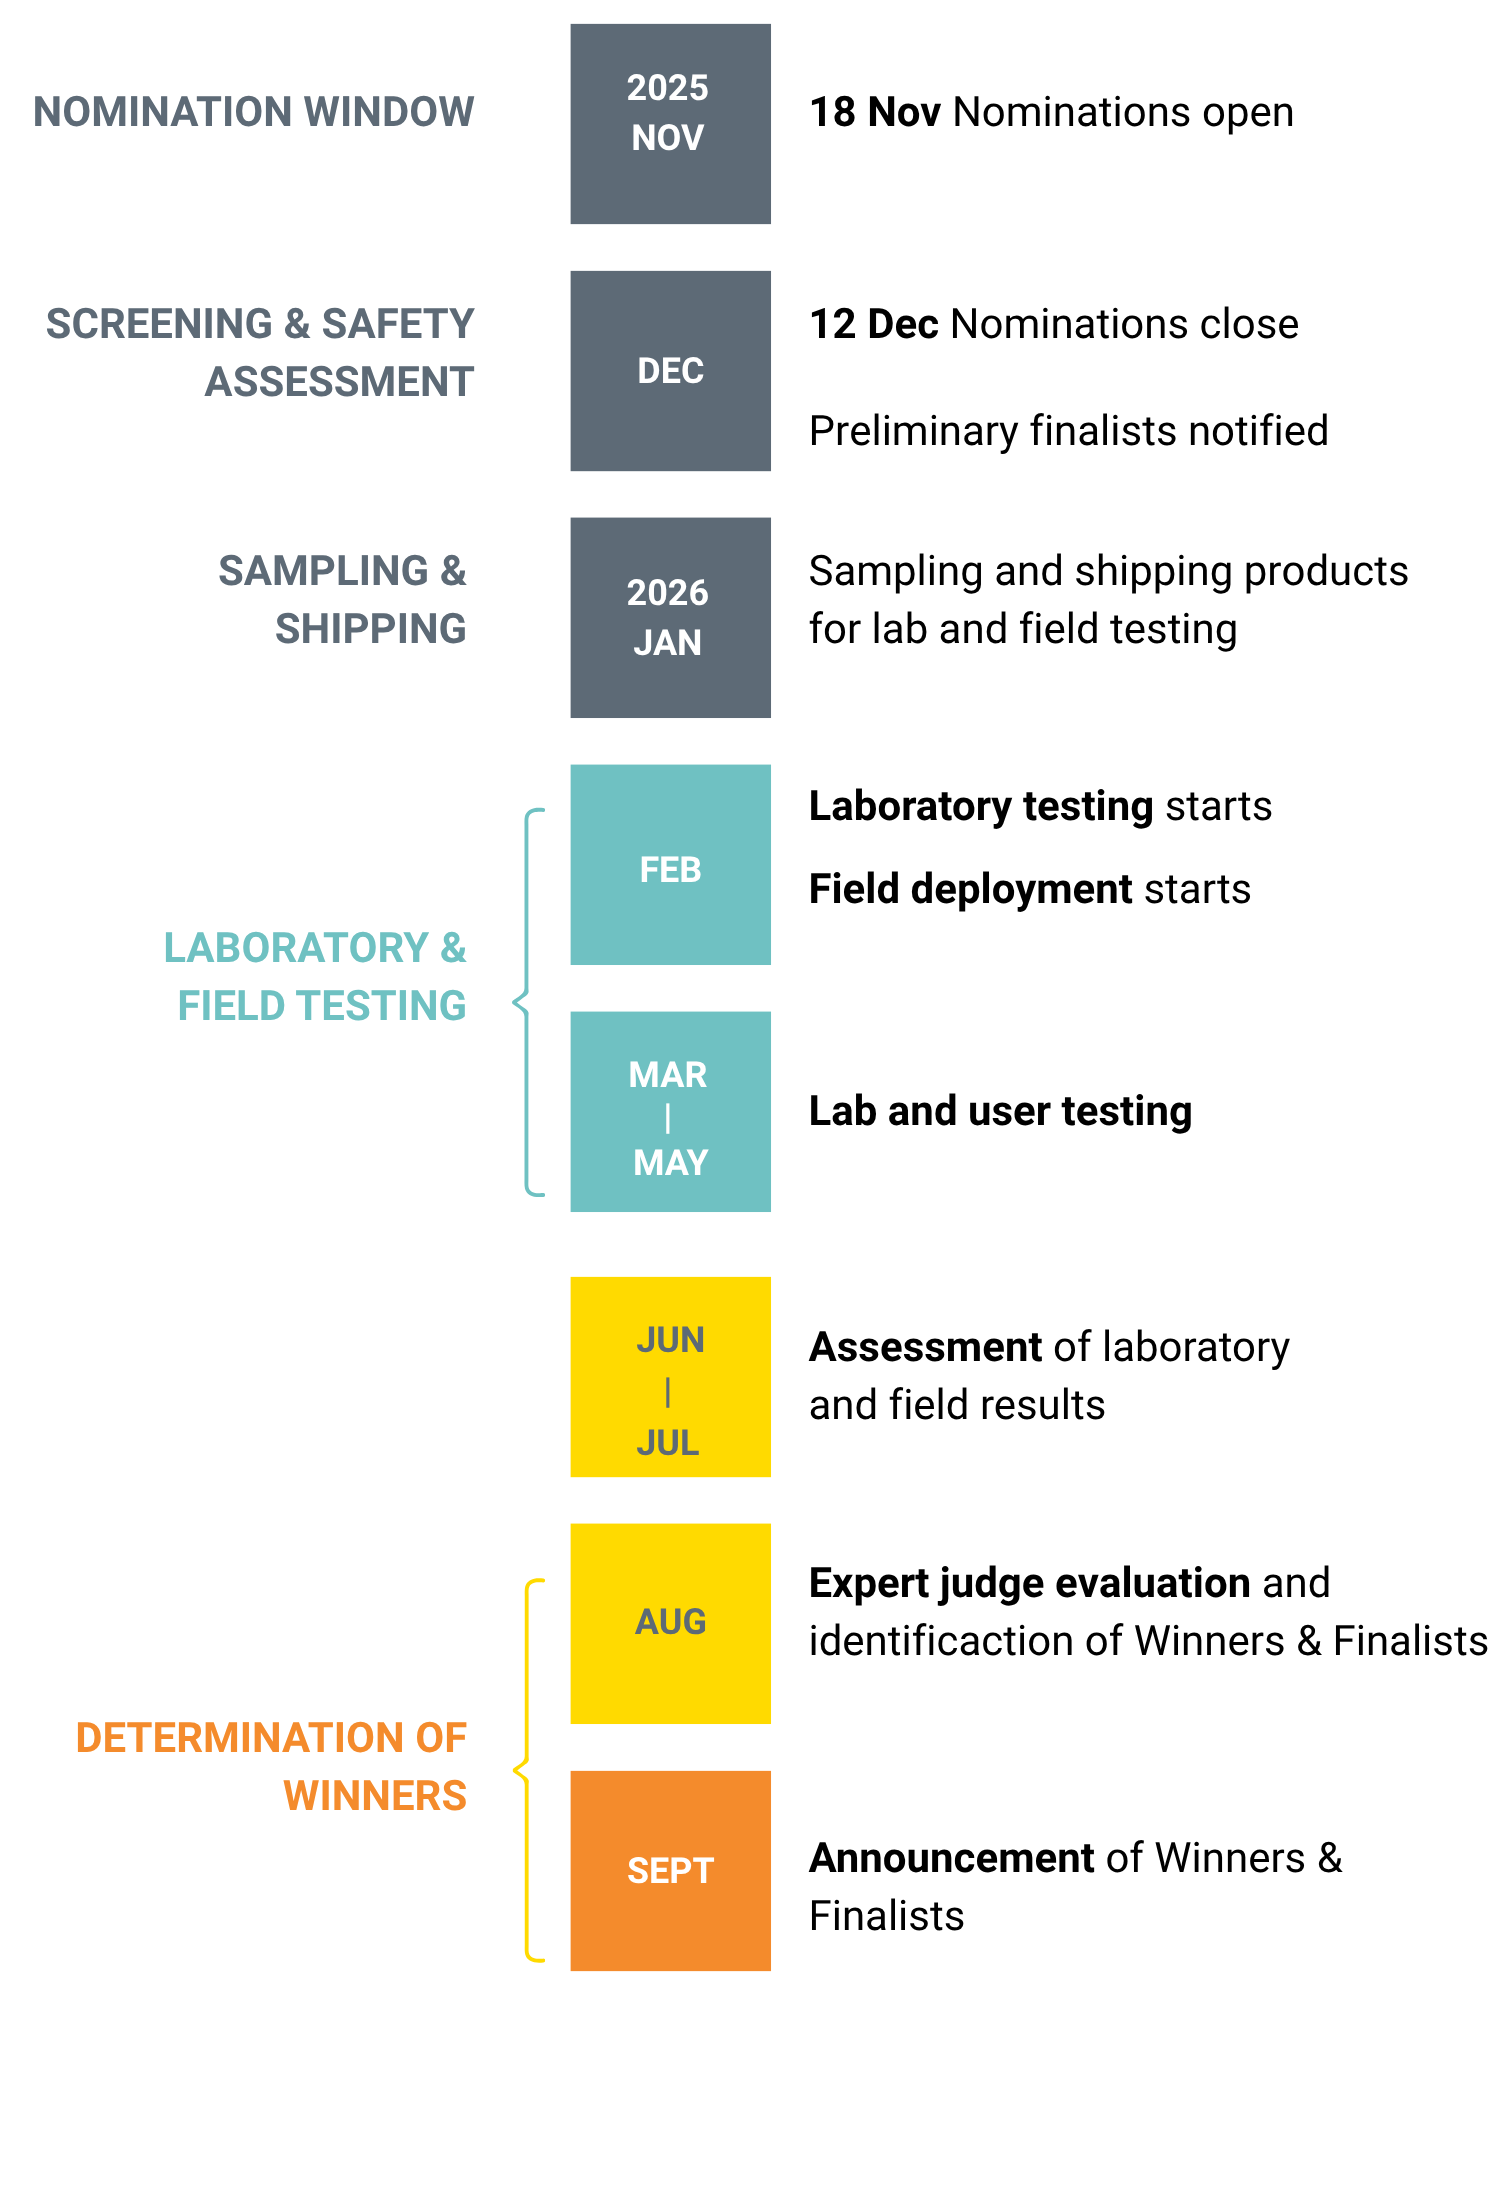 NOMINATION WINDOW
2025
NOV
18 Nov Nominations open
SCREENING & SAFETY
ASSESSMENT
DEC
12 Dec Nominations close
Preliminary finalists notified
SAMPLING &
SHIPPING
2026
JAN
Sampling and shipping products
for lab and field testing
LABORATORY &
FIELD TESTING
FEB
Laboratory testing starts
Field deployment starts
MAR
|
MAY
Lab and user testing
JUN
|
JUL
Assessment of laboratory
and field results
DETERMINATION OF
WINNERS
AUG
Expert judge evaluation and
identificaction of Winners & Finalists
SEPT
Announcement of Winners &
Finalists